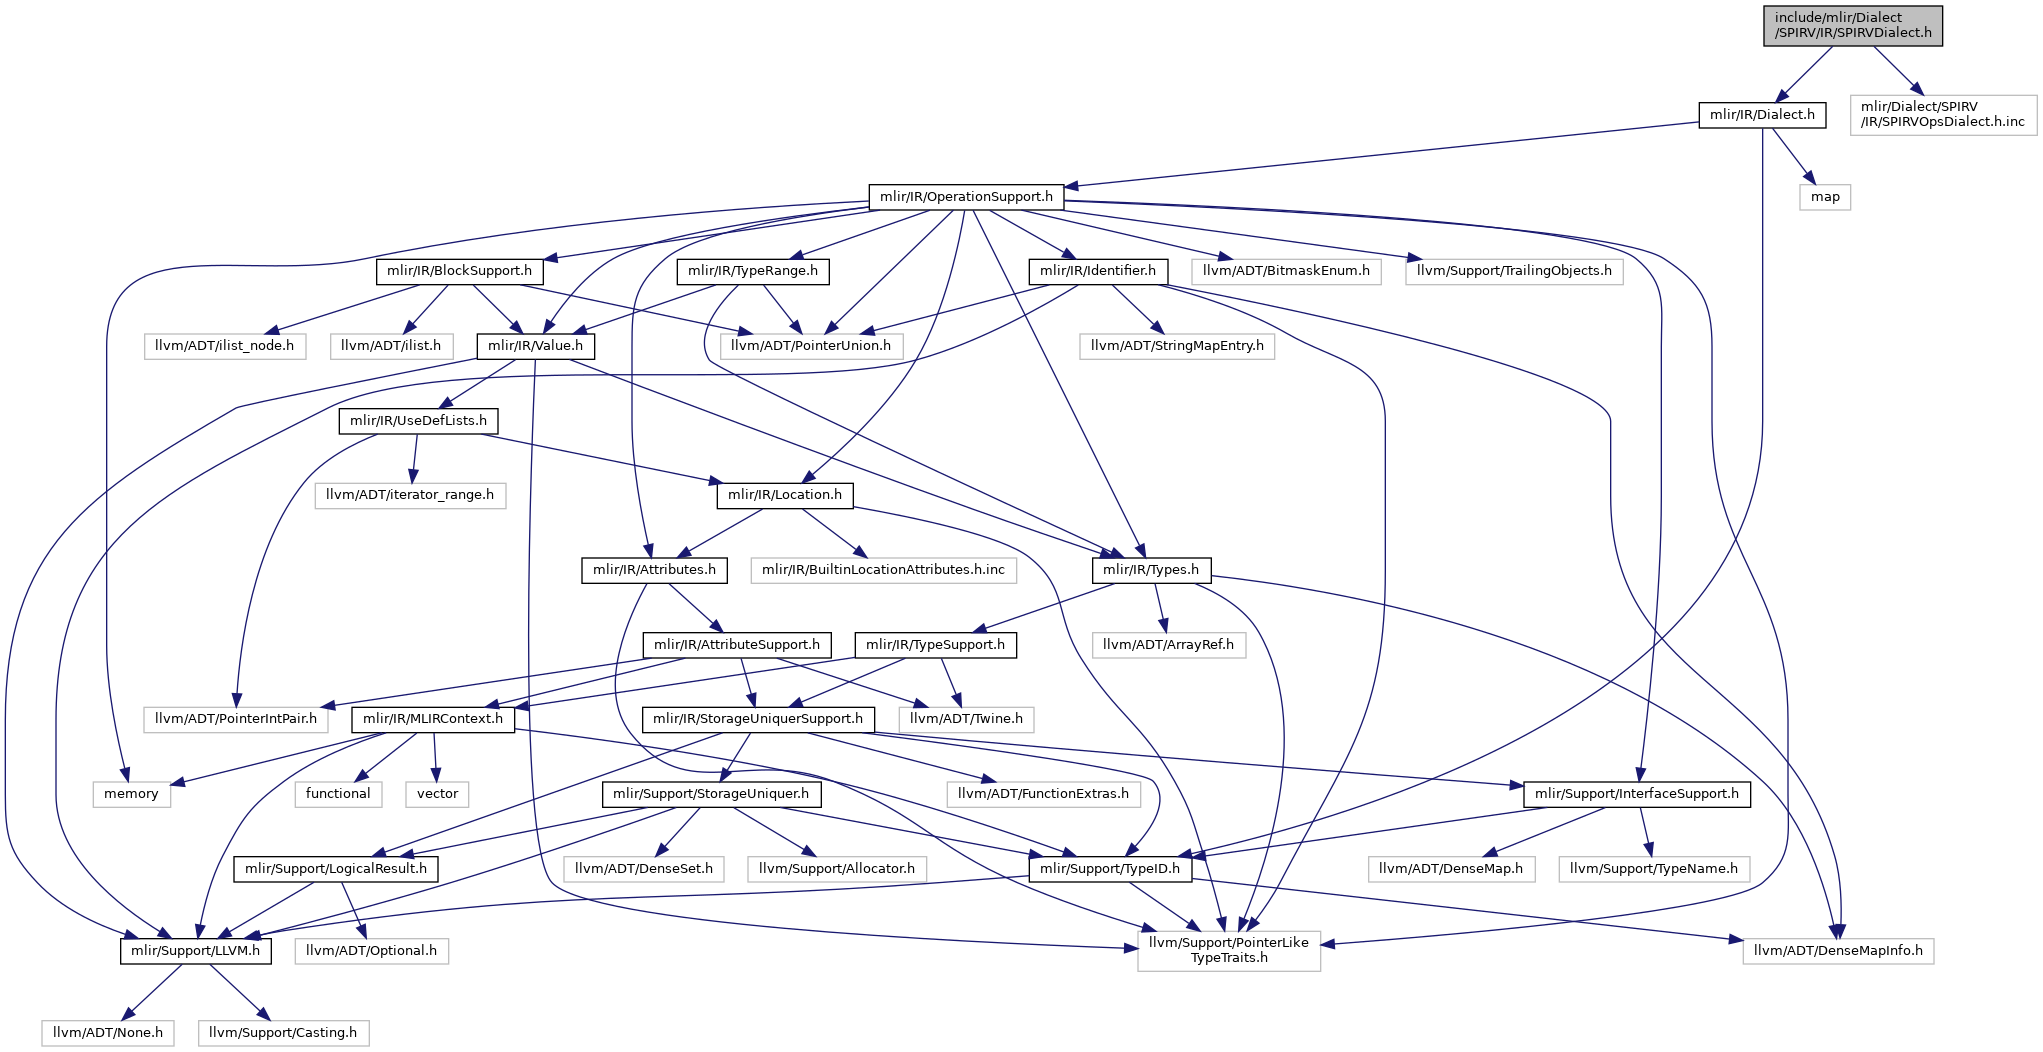 include/mlir/Dialect
/SPIRV/IR/SPIRVDialect.h
mlir/IR/Dialect.h
mlir/Dialect/SPIRV
/IR/SPIRVOpsDialect.h.inc
mlir/IR/OperationSupport.h
map
mlir/IR/BlockSupport.h
mlir/IR/TypeRange.h
mlir/IR/Identifier.h
llvm/ADT/BitmaskEnum.h
llvm/Support/TrailingObjects.h
llvm/ADT/ilist_node.h
llvm/ADT/ilist.h
mlir/IR/Value.h
llvm/ADT/PointerUnion.h
llvm/ADT/StringMapEntry.h
mlir/IR/UseDefLists.h
llvm/ADT/iterator_range.h
mlir/IR/Location.h
mlir/IR/Attributes.h
mlir/IR/BuiltinLocationAttributes.h.inc
mlir/IR/Types.h
mlir/IR/AttributeSupport.h
mlir/IR/TypeSupport.h
llvm/ADT/ArrayRef.h
llvm/ADT/PointerIntPair.h
mlir/IR/MLIRContext.h
mlir/IR/StorageUniquerSupport.h
llvm/ADT/Twine.h
memory
functional
vector
mlir/Support/StorageUniquer.h
llvm/ADT/FunctionExtras.h
mlir/Support/InterfaceSupport.h
mlir/Support/LogicalResult.h
llvm/ADT/DenseSet.h
llvm/Support/Allocator.h
mlir/Support/TypeID.h
llvm/ADT/DenseMap.h
llvm/Support/TypeName.h
mlir/Support/LLVM.h
llvm/ADT/Optional.h
llvm/Support/PointerLike
TypeTraits.h
llvm/ADT/DenseMapInfo.h
llvm/ADT/None.h
llvm/Support/Casting.h